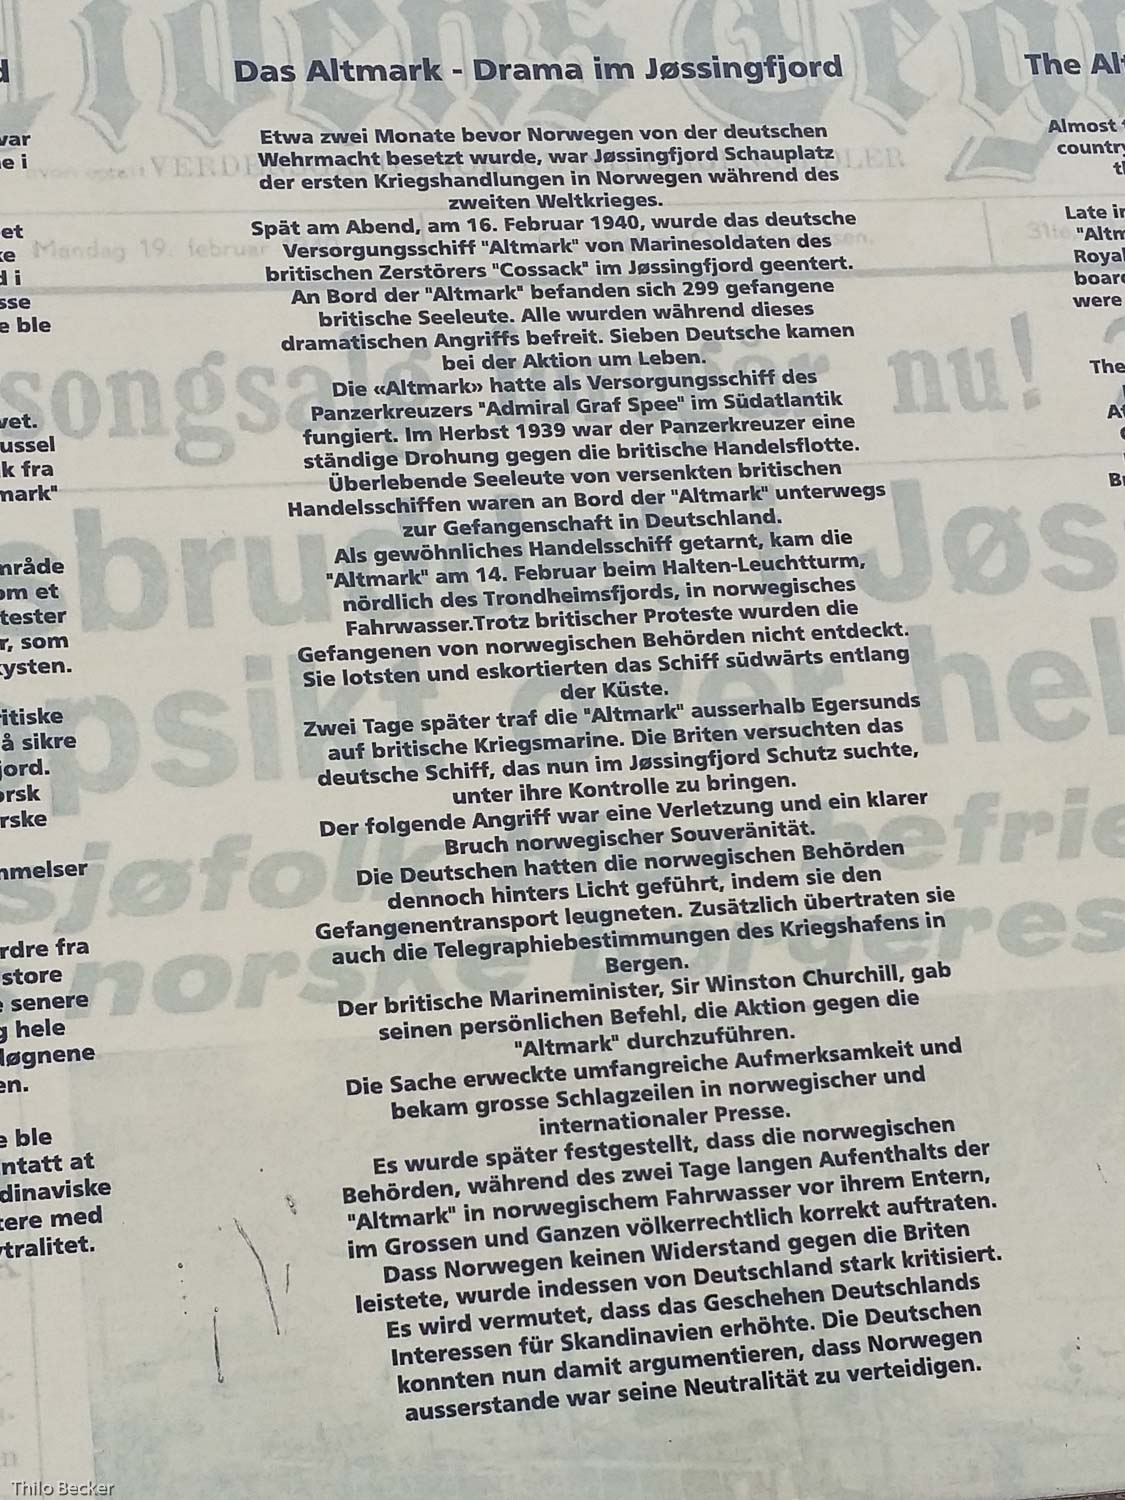 Das Altmark - Drama im Jøssingfjord
Etwa zwei Monate bevor Norwegen von der deutschen
Wehrmacht besetzt wurde, war Jøssingfjord Schauplatz
der ersten Kriegshandlungen in Norwegen während des
zweiten Weltkrieges.
Spät am Abend, am 16. Februar 1940, wurde das deutsche
Versorgungsschiff "Altmark" von Marinesoldaten des
britischen Zerstörers "Cossack" im Jøssingfjord geentert.
An Bord der "Altmark" befanden sich 299 gefangene
britische Seeleute. Alle wurden während dieses
dramatischen Angriffs befreit. Sieben Deutsche kamen
bei der Aktion um Leben.
Die «Altmark» hatte als Versorgungsschiff des
Panzerkreuzers "Admiral Graf Spee" im Südatlantik
fungiert. Im Herbst 1939 war der Panzerkreuzer eine
ständige Drohung gegen die britische Handelsflotte.
Überlebende Seeleute von versenkten britischen
Handelsschiffen waren an Bord der "Altmark" unterwegs
zur Gefangenschaft in Deutschland.
Als gewöhnliches Handelsschiff getarnt, kam die
"Altmark" am 14. Februar beim Halten-Leuchtturm,
nördlich des Trondheimsfjords, in norwegisches
Fahrwasser.Trotz britischer Proteste wurden die
Gefangenen von norwegischen Behörden nicht entdeckt.
Sie lotsten und eskortierten das Schiff südwärts entlang
der Küste.
Zwei Tage später traf die "Altmark" ausserhalb Egersunds
auf britische Kriegsmarine. Die Briten versuchten das
deutsche Schiff, das nun im Jøssingfjord Schutz suchte,
unter ihre Kontrolle zu bringen.
Der folgende Angriff war eine Verletzung und ein klarer
Bruch norwegischer Souveränität.
Die Deutschen hatten die norwegischen Behörden
dennoch hinters Licht geführt, indem sie den
Gefangenentransport leugneten. Zusätzlich übertraten sie
auch die Telegraphiebestimmungen des Kriegshafens in
Bergen.
Der britische Marineminister, Sir Winston Churchill, gab
seinen persönlichen Befehl, die Aktion gegen die
"Altmark" durchzuführen.
Die Sache erweckte umfangreiche Aufmerksamkeit und
bekam grosse Schlagzeilen in norwegischer und
internationaler Presse.
Es wurde später festgestellt, dass die norwegischen
Behörden, während des zwei Tage langen Aufenthalts der
"Altmark" in norwegischem Fahrwasser vor ihrem Entern,
im Grossen und Ganzen völkerrechtlich korrekt auftraten.
Dass Norwegen keinen Widerstand gegen die Briten
leistete, wurde indessen von Deutschland stark kritisiert.
Es wird vermutet, dass das Geschehen Deutschlands
Interessen für Skandinavien erhöhte. Die Deutschen
konnten nun damit argumentieren, dass Norwegen
ausserstande war seine Neutralität zu verteidigen.
Mandag 19. februar
nu!
Thilo Becker